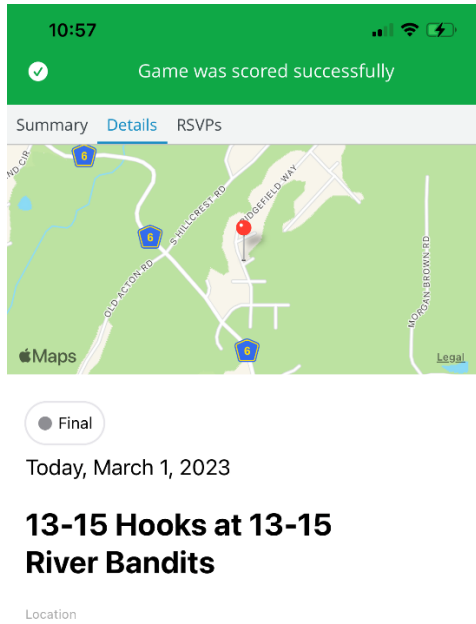 10:57
Game was scored successfully
Summary Details RSVPs
6
S HILLCREST RD
RIDGEFIELD WAY
6
OLD ACTON RD
MORGAN BROWN RD
6
Maps
Legal
Final
Today, March 1, 2023
13-15 Hooks at 13-15
River Bandits
Location